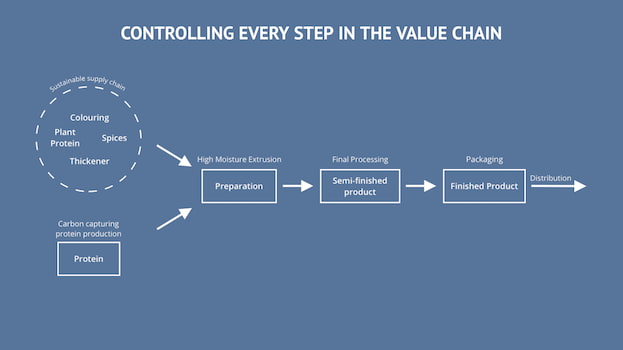 CONTROLLING EVERY STEP IN THE VALUE CHAIN
Sustainable supply chain
Colouring
Plant
Protein
Spices
Thickener
Carbon capturing
protein production
Protein
High Moisture Extrusion
Preparation
Final Processing
Semi-finished
product
Packaging
Finished Product
Distribution